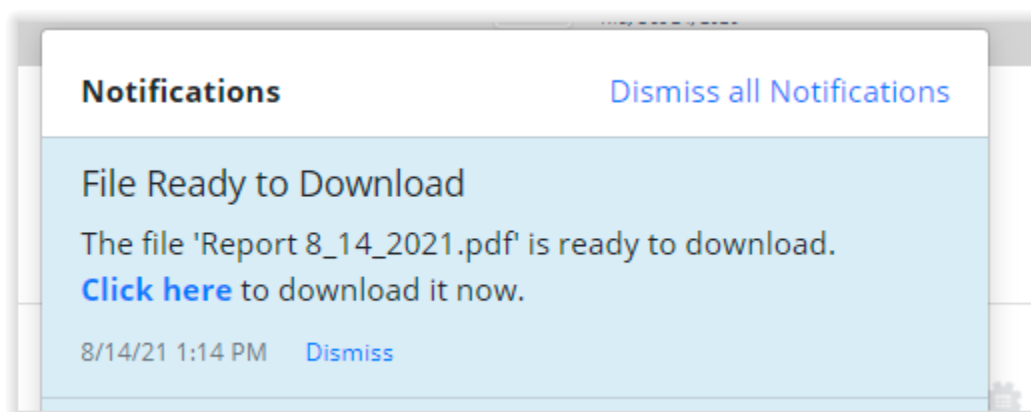 Notifications
Dismiss all Notifications
File Ready to Download
The file 'Report 8_14_2021.pdf' is ready to download.
Click here to download it now.
8/14/21 1:14 PM Dismiss